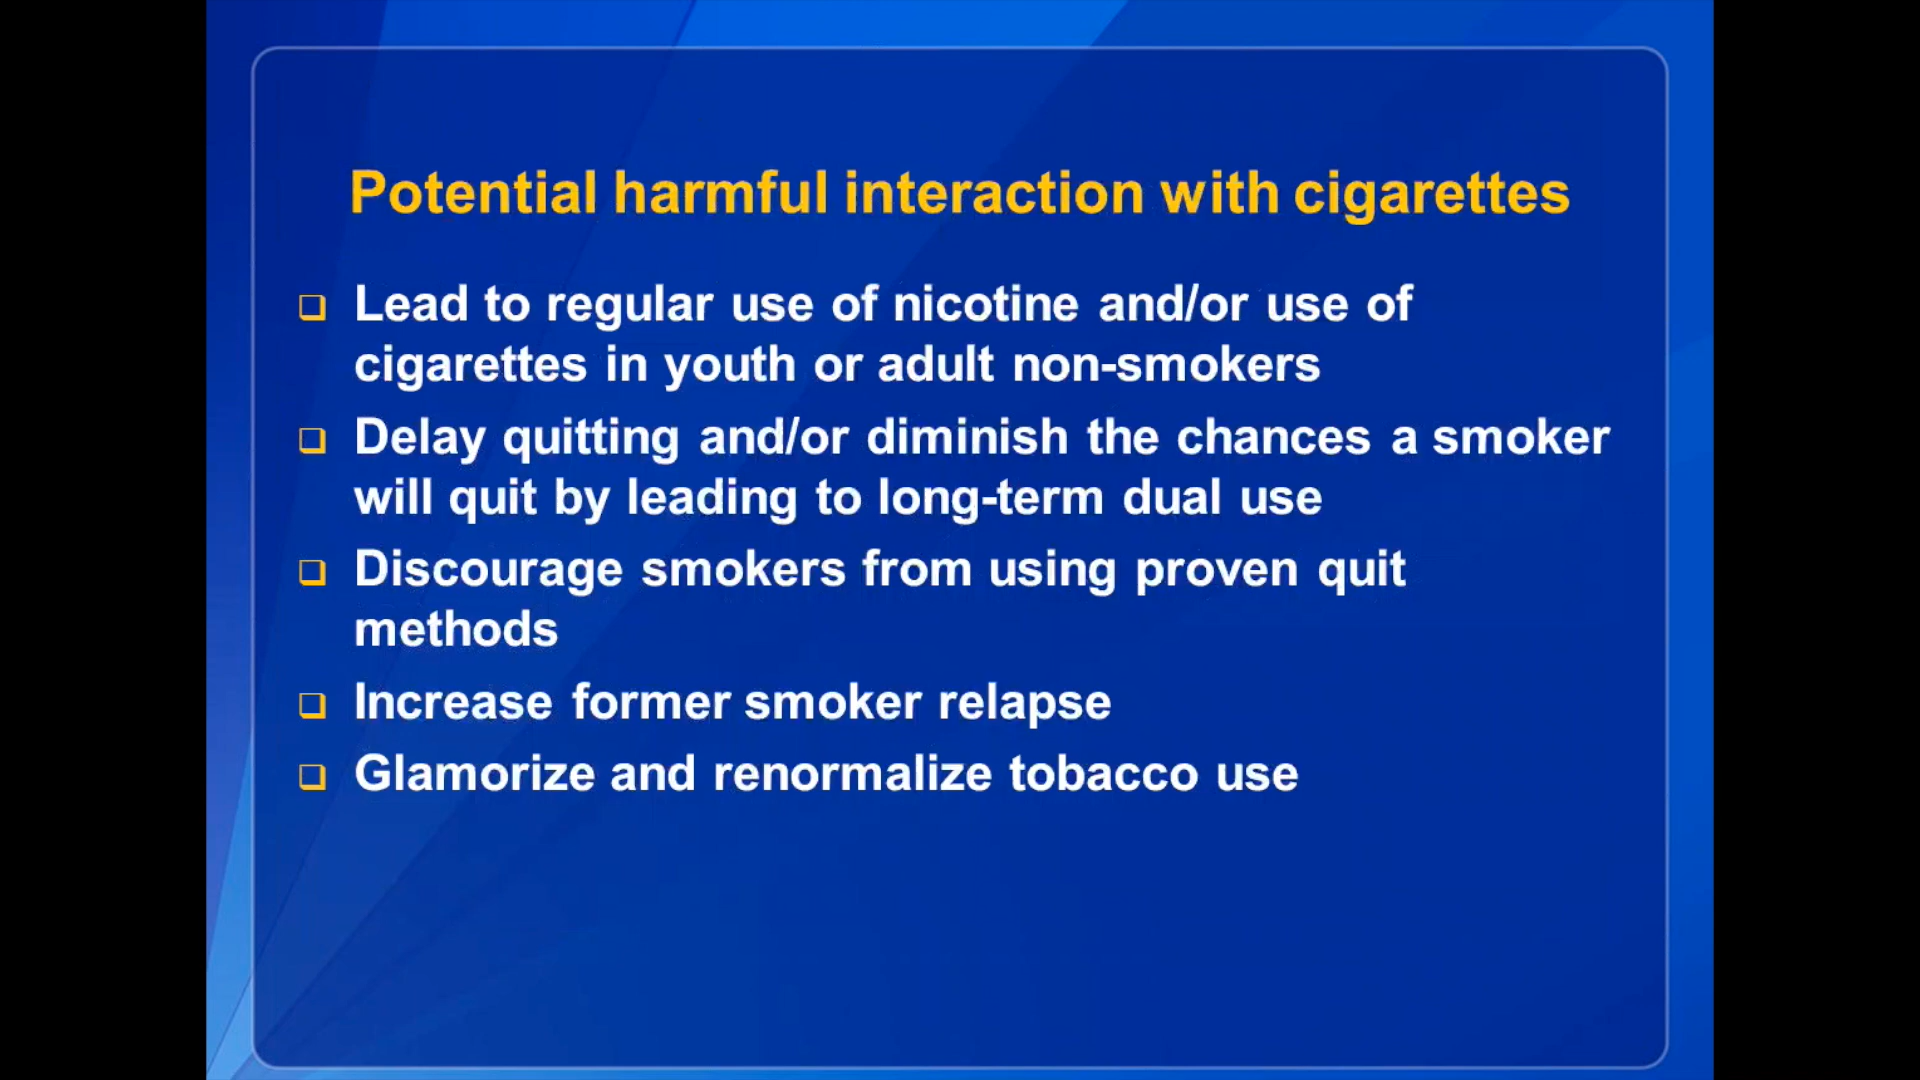 Potential harmful interaction with cigarettes
Lead to regular use of nicotine and/or use of
cigarettes in youth or adult non-smokers
Delay quitting and/or diminish the chances a smoker
will quit by leading to long-term dual use
Discourage smokers from using proven quit
methods
Increase former smoker relapse
Glamorize and renormalize tobacco use